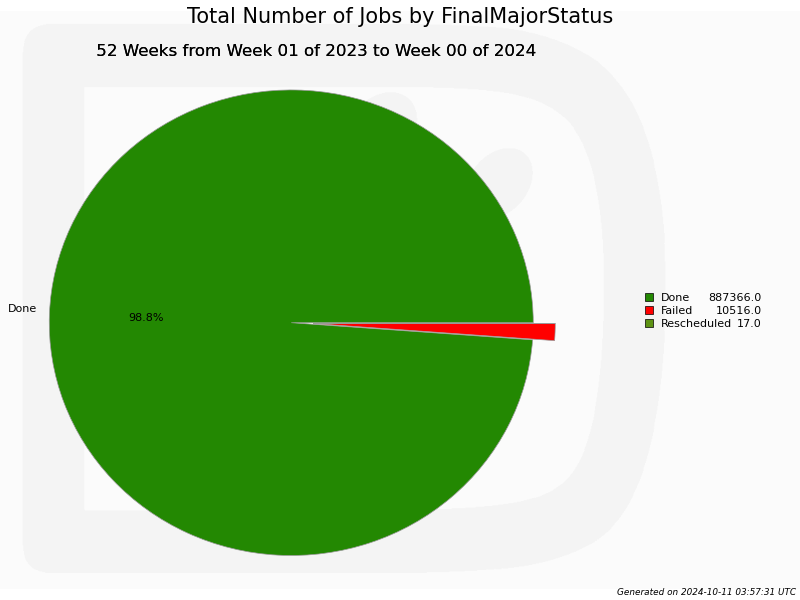 Total Number of Jobs by FinalMajorStatus
52 Weeks from Week 01 of 2023 to Week 00 of 2024
Done
98.8%
Done 887366.0
Failed 10516.0
Rescheduled 17.0
Generated on 2024-10-11 03:57:31 UTC